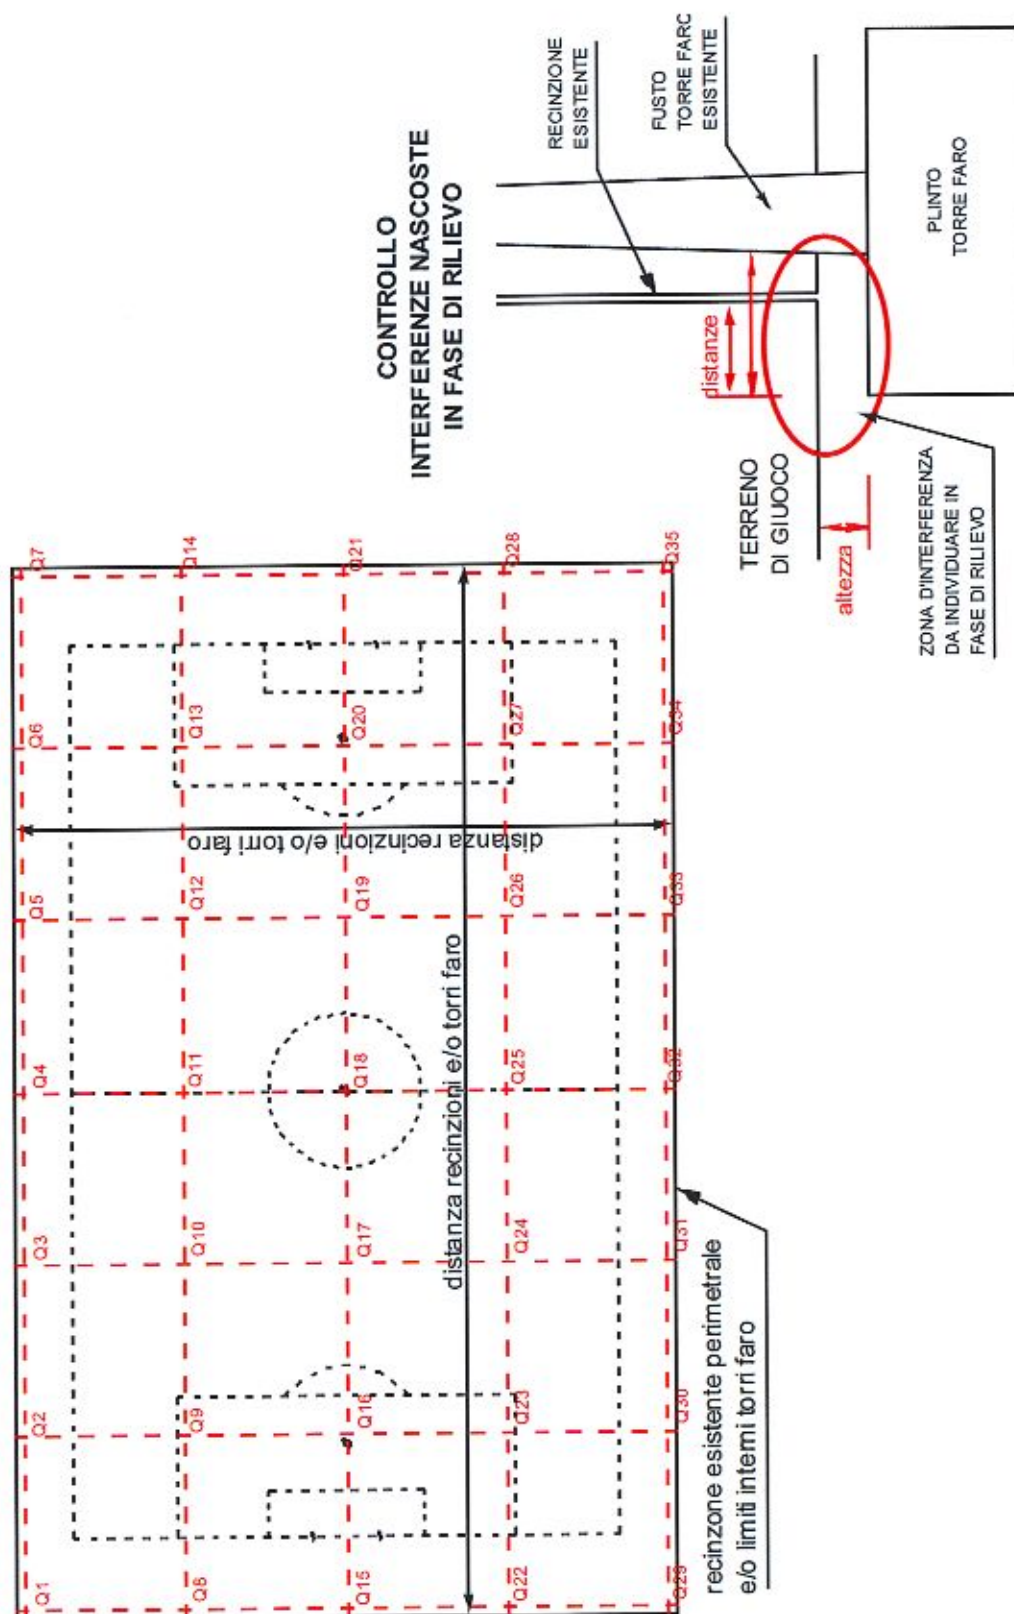 CONTROLLO
INTERFERENZE NASCOSTE
IN FASE DI RILIEVO
RECINZIONE
ESISTENTE
FUSTO
TORRE FARC
ESISTENTE
PLINTO
TORRE FARO
distanze
TERRENO
DI GIUOCO
altezza
ZONA D'INTERFERENZA
DA INDIVIDUARE IN
FASE DI RILIEVO
Q1
Q2
Q3
Q4
Q5
Q6
Q7
Q8
Q9
Q10
Q11
Q12
Q13
Q14
Q15
Q16
Q17
Q18
Q19
Q20
Q21
Q22
Q23
Q24
Q25
Q26
Q27
Q28
Q29
Q30
Q31
Q32
Q33
Q34
Q35
distanza recinzioni e/o torri faro
distanza recinzioni e/o torri faro
recinzone esistente perimetrale
e/o limiti interni torri faro